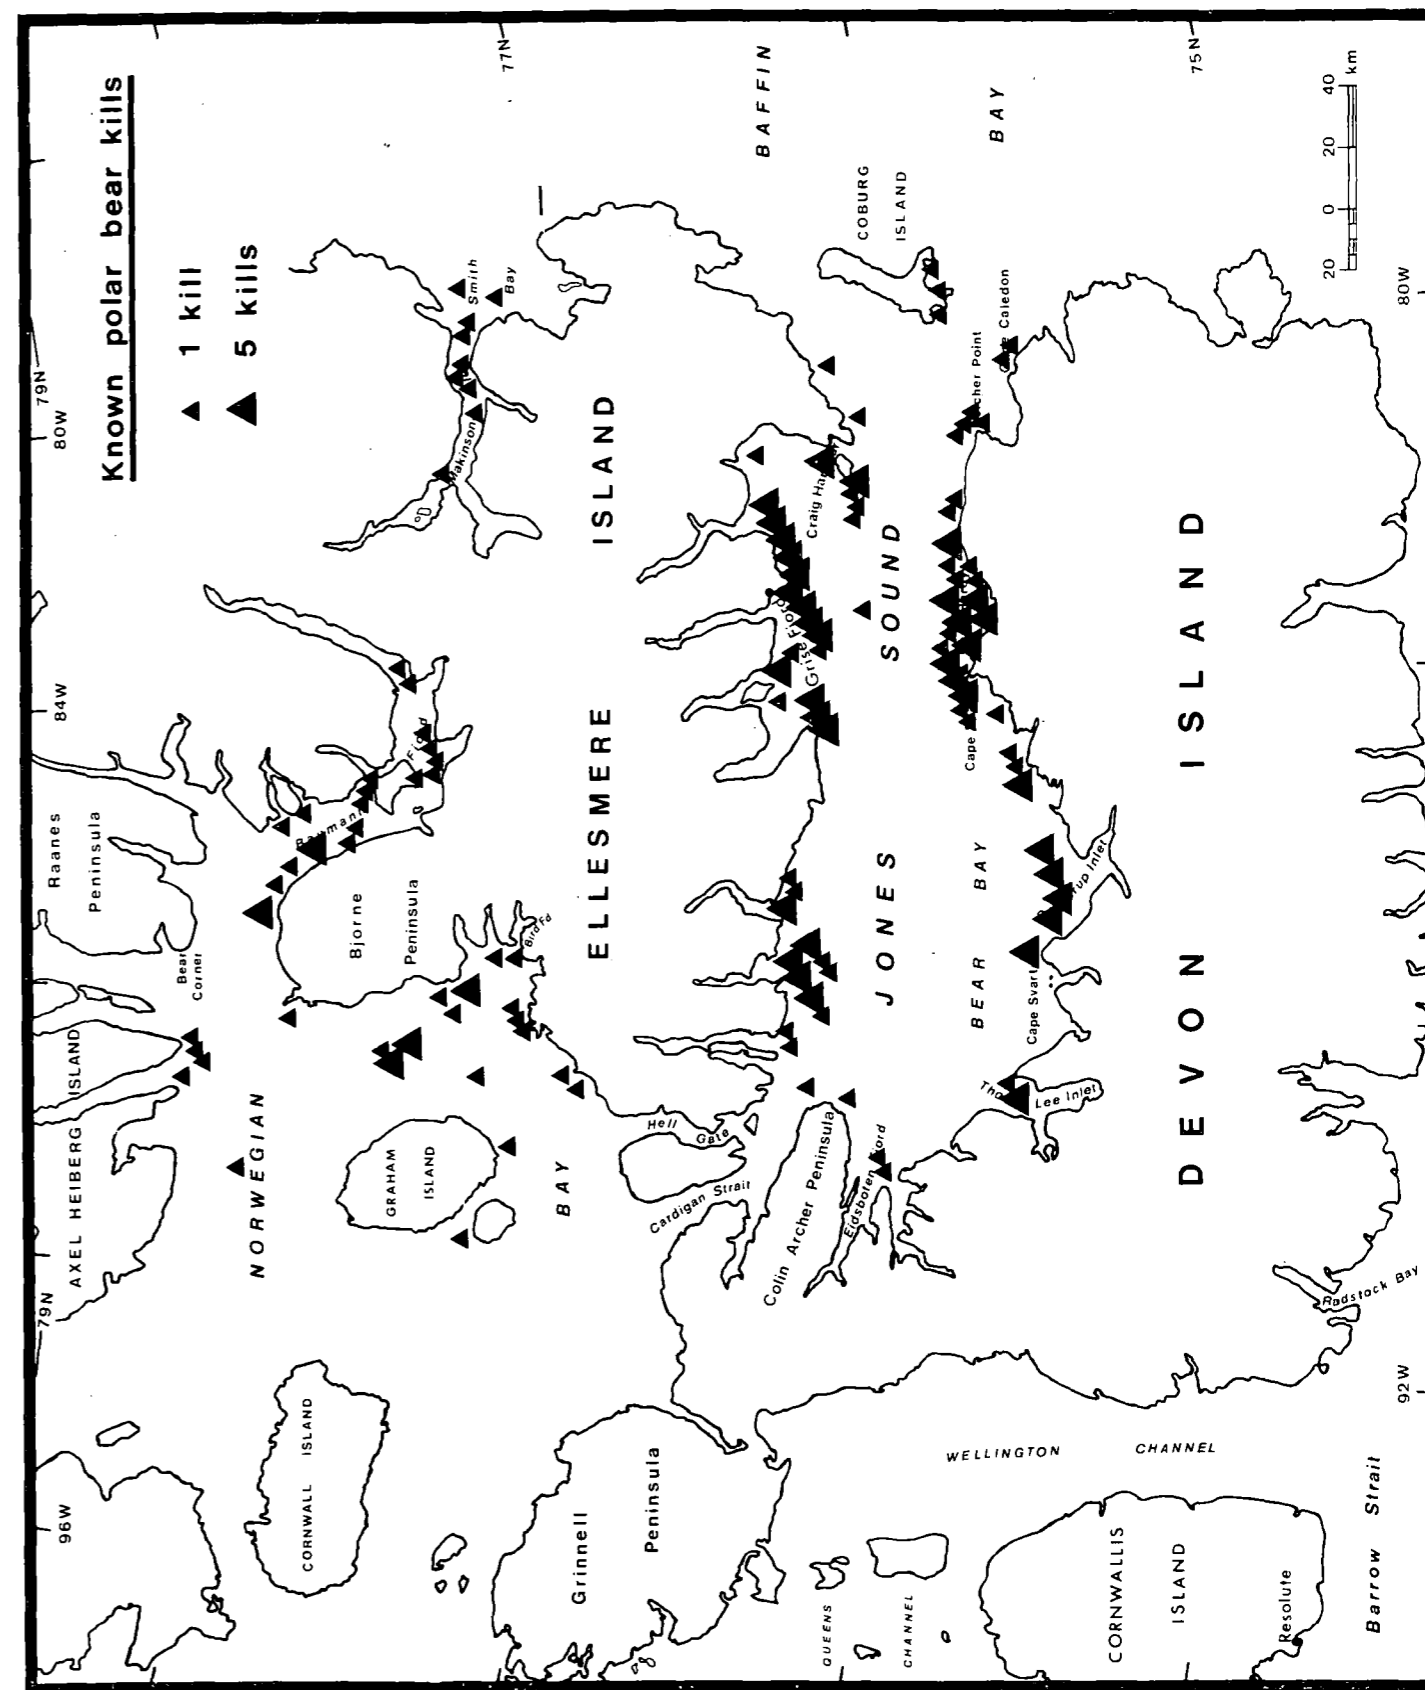 Known polar bear kills
1 kill
5 kills
79N
77N
75N
80W
84W
79N
96W
80W
92W
40
20
0
20
km
BAFFIN
BAY
COBURG
ISLAND
Smith
Bay
Makinson
Raanes
Peninsula
Bear
Corner
Baumann
Fiord
Bjorne
Peninsula
Bird Fd
AXEL HEIBERG ISLAND
NORWEGIAN
BAY
GRAHAM
ISLAND
CORNWALL ISLAND
ELLESMERE
ISLAND
Craig
Grise Fiord
JONES
SOUND
BEAR BAY
Caledon
Point
Cape
Inlet
Cape Svart
Lee Inlet
Hell
Gate
Cardigan Strait
Colin Archer Peninsula
Eidsboten Fiord
DEVON
ISLAND
Radstock Bay
Grinnell
Peninsula
WELLINGTON CHANNEL
QUEENS
CHANNEL
CORNWALLIS
ISLAND
Resolute
Barrow Strait